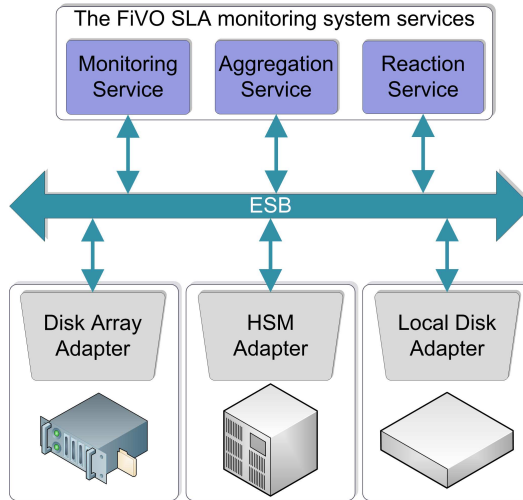 The FiVO SLA monitoring system services
Monitoring
Service
Aggregation
Service
Reaction
Service
ESB
Disk Array
Adapter
HSM
Adapter
Local Disk
Adapter